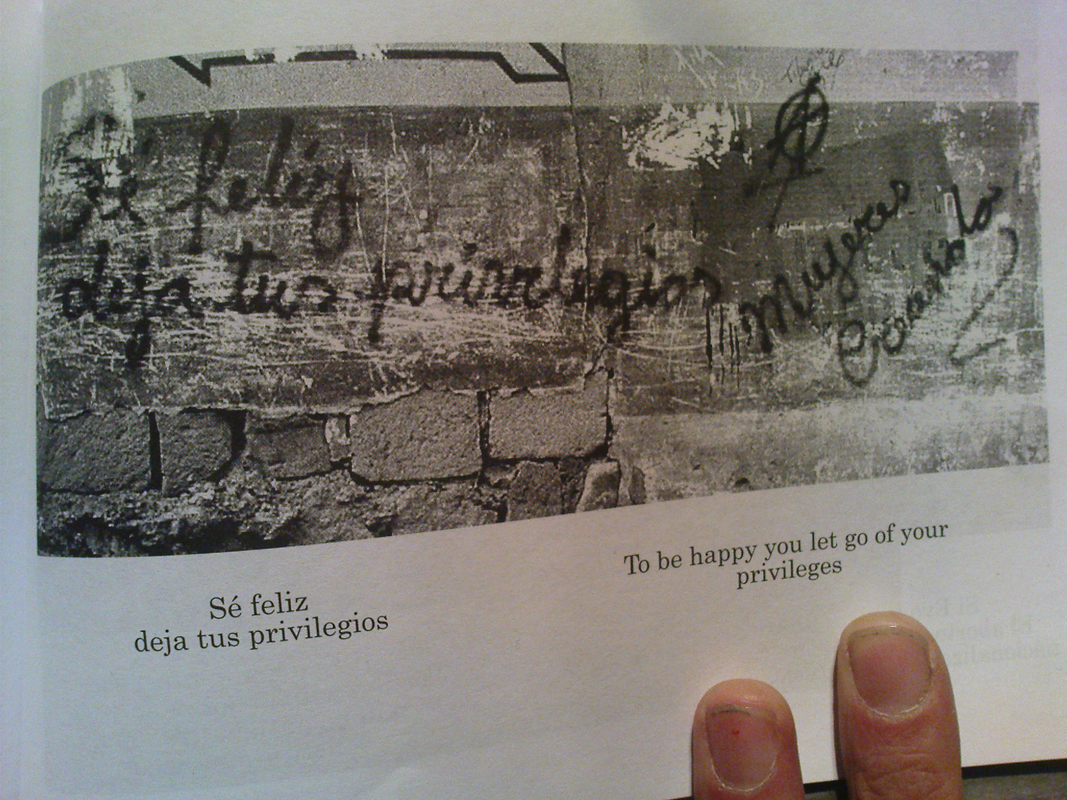 Sé feliz
deja tus privilegios
Mujeres
Creando
Sé feliz
deja tus privilegios
To be happy you let go of your
privileges